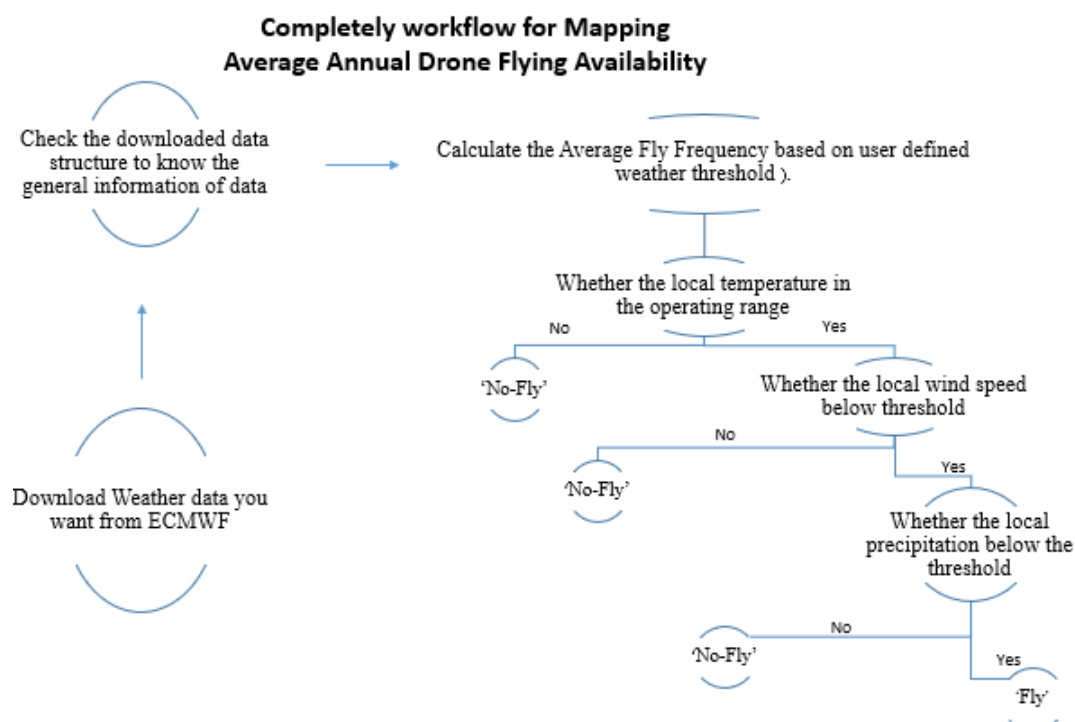 Completely workflow for Mapping
Average Annual Drone Flying Availability
Check the downloaded data
structure to know the
general information of data
Calculate the Average Fly Frequency based on user defined
weather threshold ).
Whether the local temperature in
the operating range
No
Yes
‘No-Fly’
Whether the local wind speed
below threshold
No
‘No-Fly’
Yes
Download Weather data you
want from ECMWF
Whether the local
precipitation below the
threshold
No
‘No-Fly’
Yes
‘Fly’